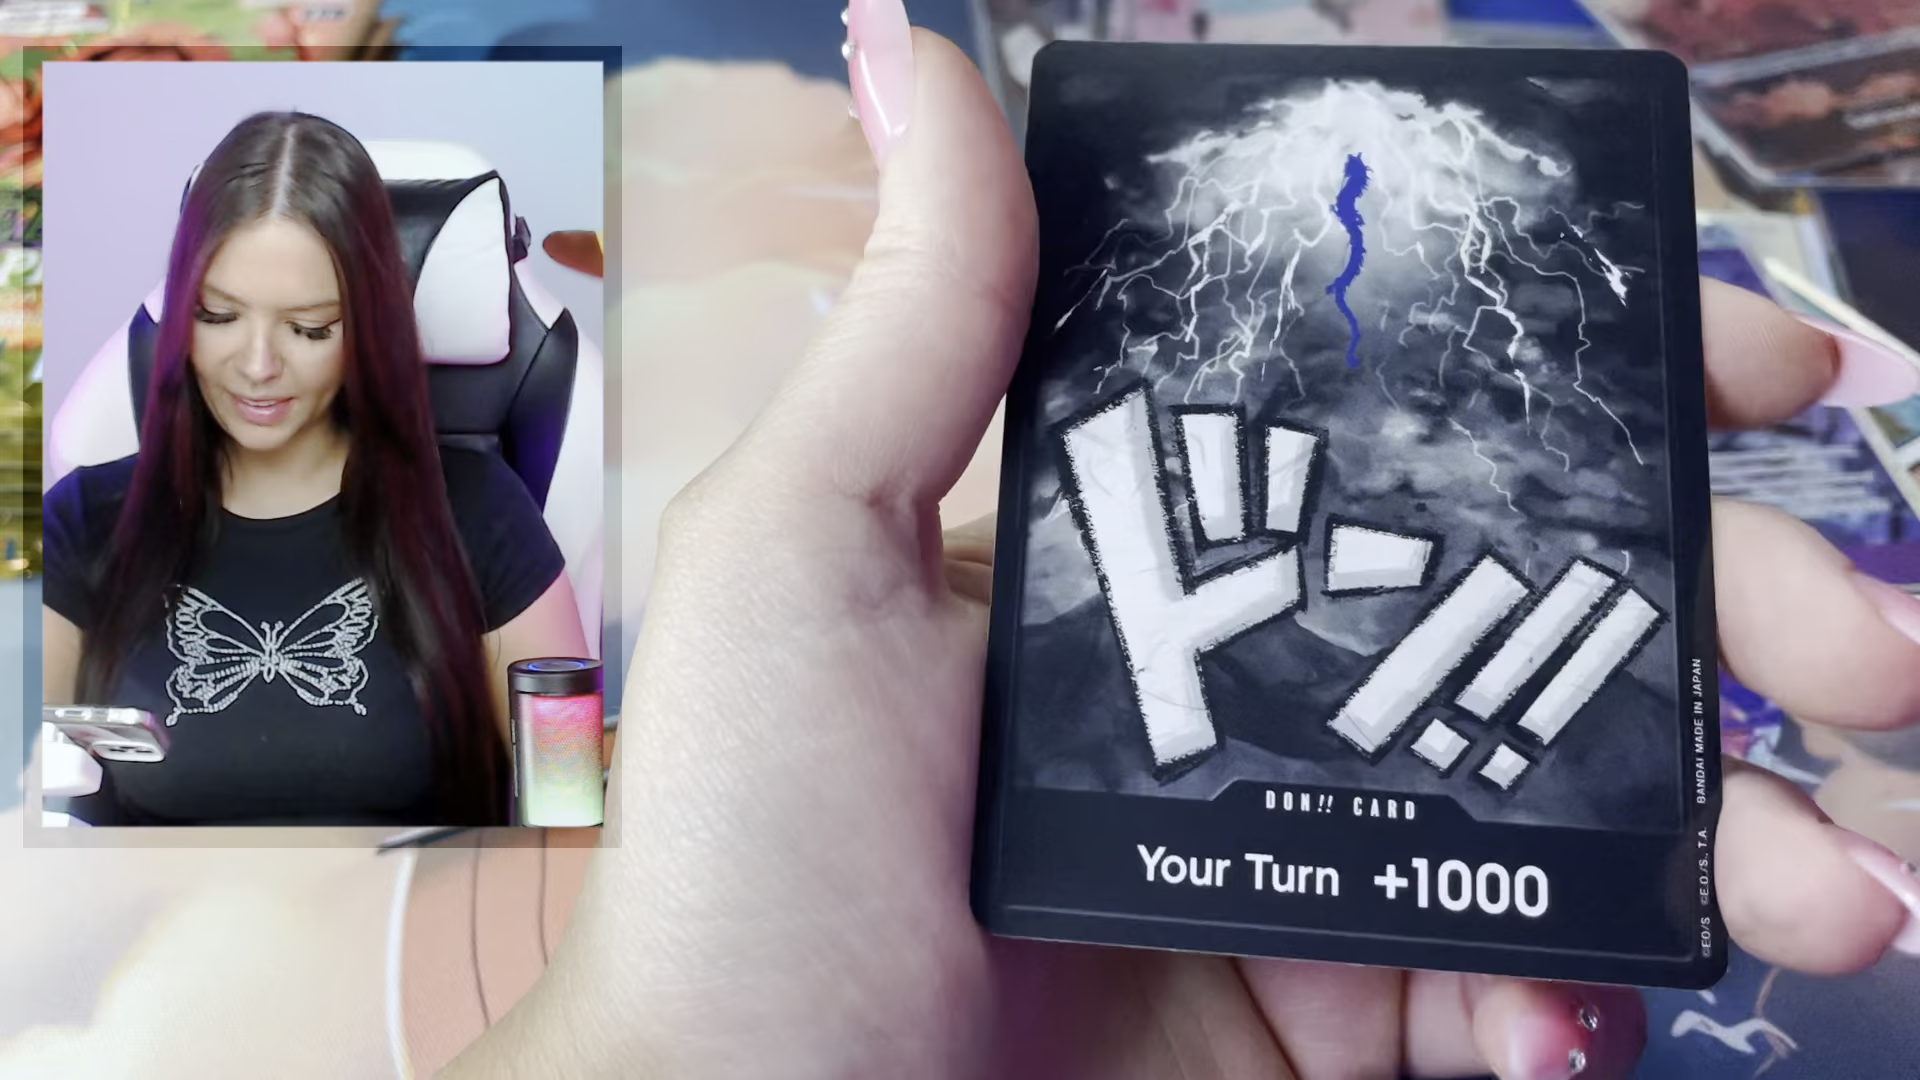 ドン!!
DON!! CARD
Your Turn +1000
©EO/S ©E.O./S., T.A. BANDAI MADE IN JAPAN